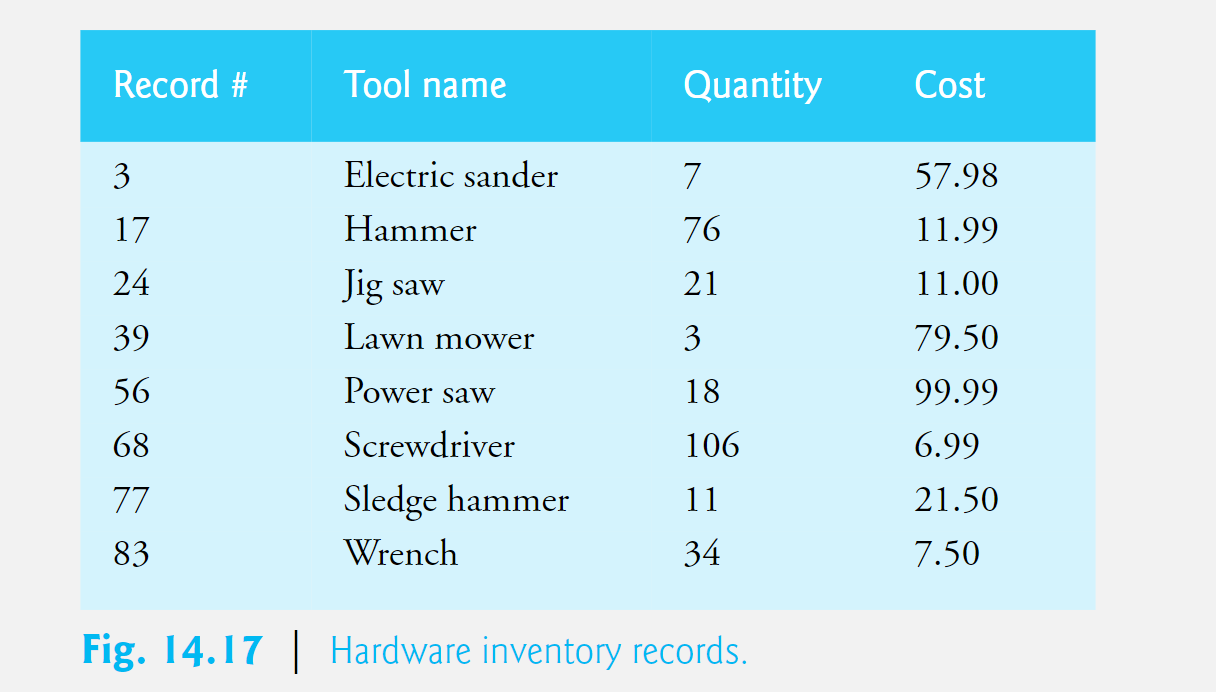 Record # Tool name Quantity Cost
3 Electric sander 7 57.98
17 Hammer 76 11.99
24 Jig saw 21 11.00
39 Lawn mower 3 79.50
56 Power saw 18 99.99
68 Screwdriver 106 6.99
77 Sledge hammer 11 21.50
83 Wrench 34 7.50
Fig. 14.17 | Hardware inventory records.